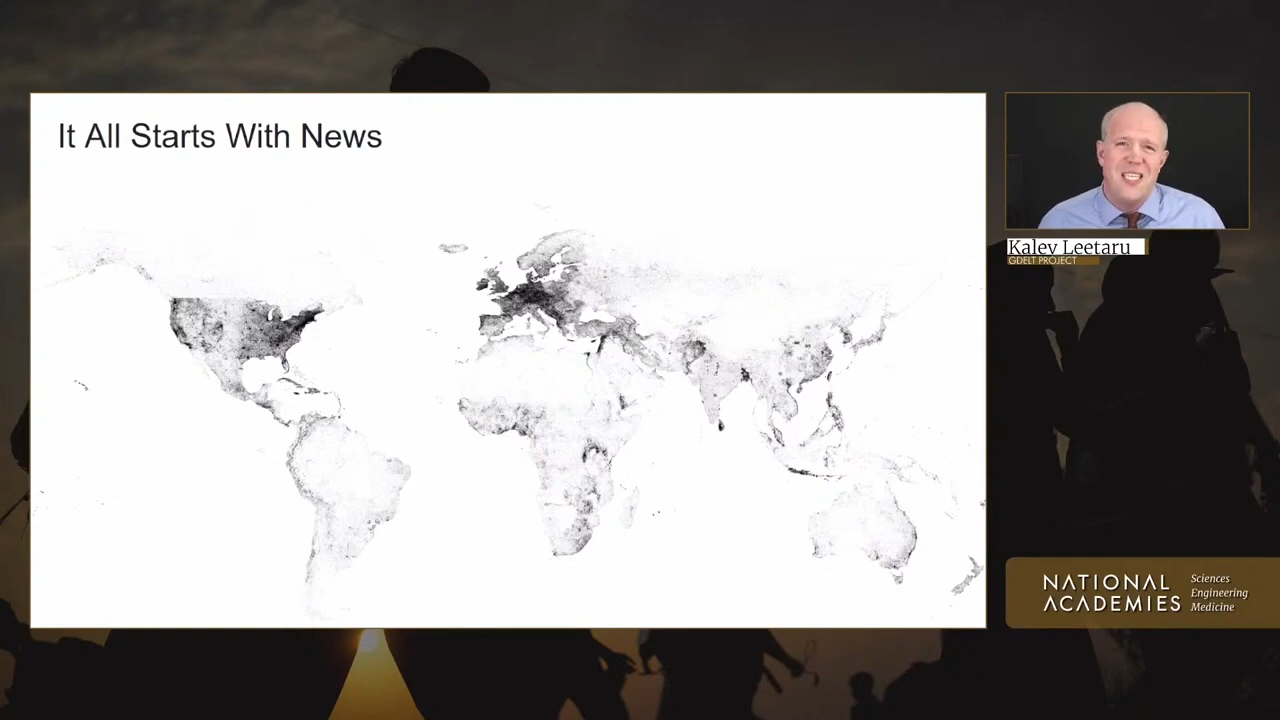 It All Starts With News
Kalev Leetaru
GDELT PROJECT
NATIONAL
ACADEMIES
Sciences
Engineering
Medicine